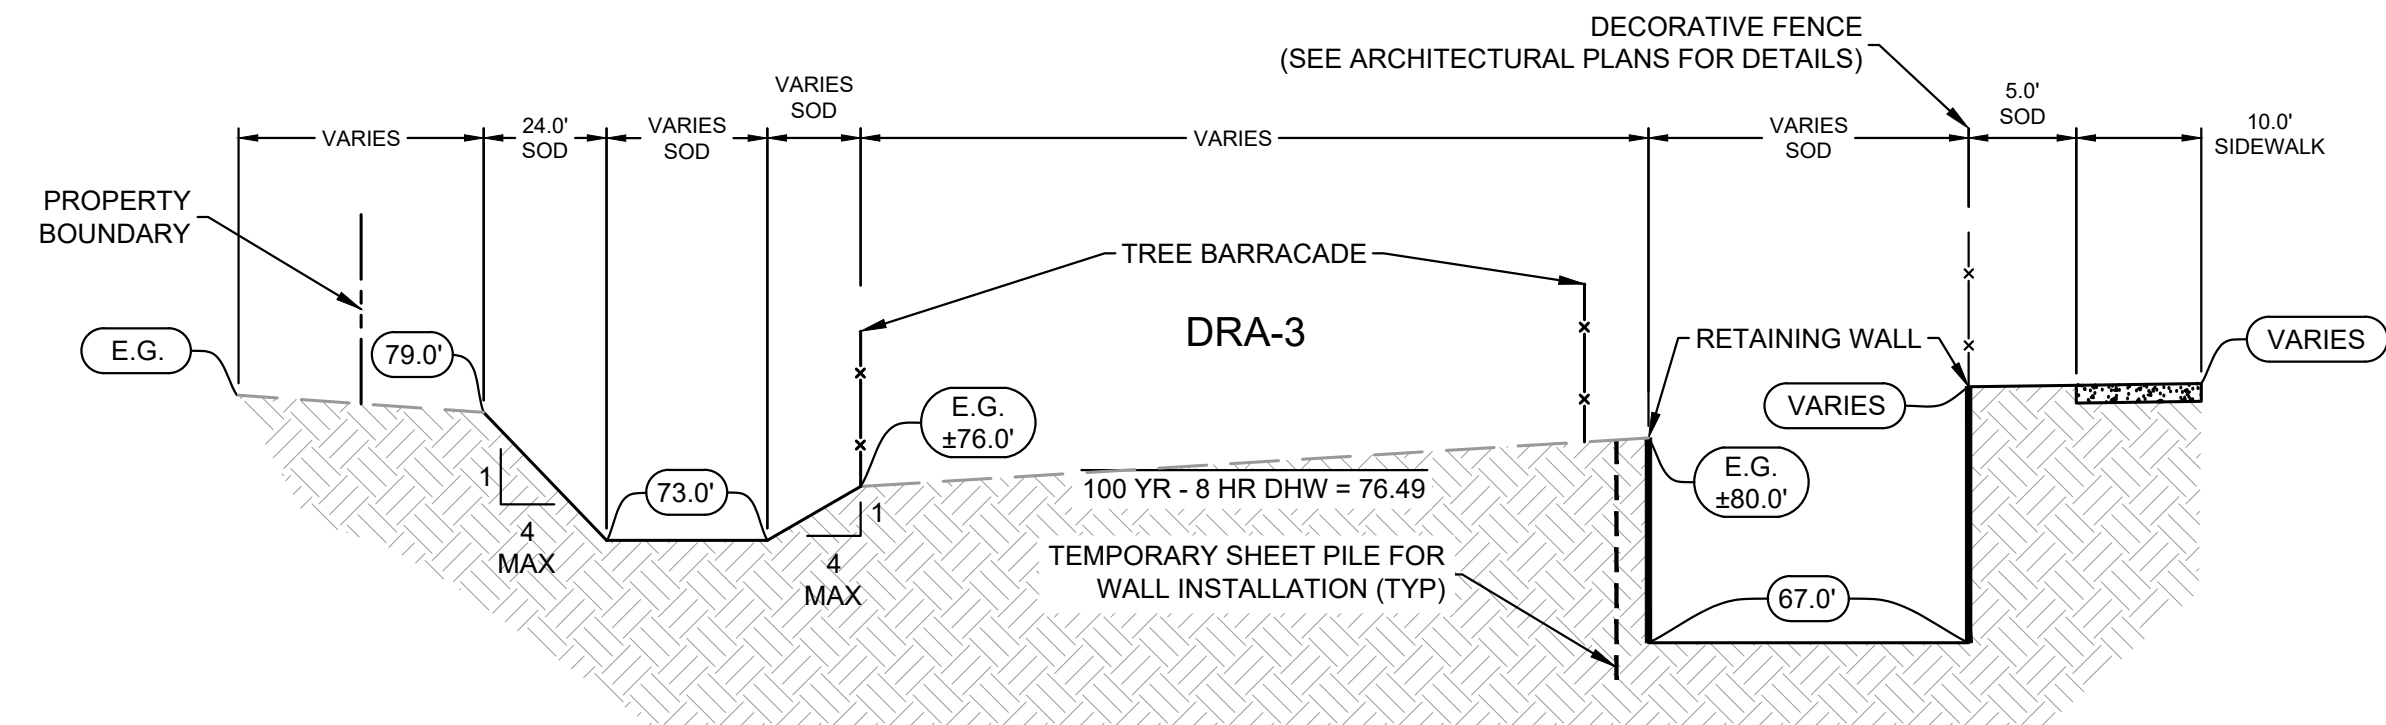 DECORATIVE FENCE
(SEE ARCHITECTURAL PLANS FOR DETAILS)
VARIES
24.0'
SOD
VARIES
SOD
VARIES
SOD
VARIES
VARIES
SOD
5.0'
SOD
10.0'
SIDEWALK
PROPERTY
BOUNDARY
TREE BARRACADE
DRA-3
E.G.
79.0'
RETAINING WALL
VARIES
E.G.
±76.0'
VARIES
1
4
MAX
73.0'
1
4
MAX
100 YR - 8 HR DHW = 76.49
E.G.
±80.0'
TEMPORARY SHEET PILE FOR
WALL INSTALLATION (TYP)
67.0'